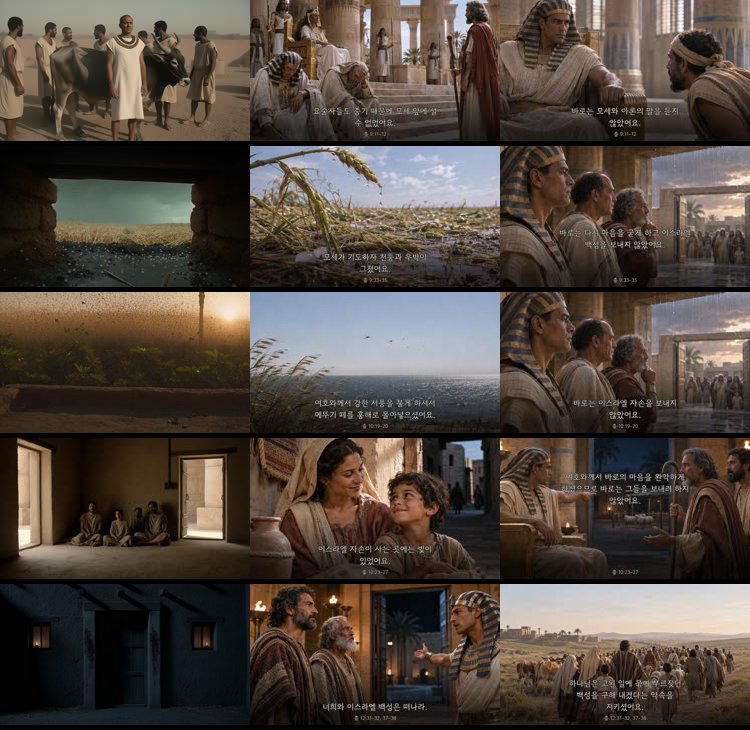 요술사들도 종기 때문에 모세 앞에 설
수 없었어요.
출 9:11-12
바로는 모세와 아론의 말을 듣지
않았어요.
출 9:11-12
모세가 기도하자 천둥과 우박이
그쳤어요.
출 9:33-35
바로는 다시 마음을 굳게 하고 이스라엘
백성을 보내지 않았어요.
출 9:33-35
여호와께서 강한 서풍을 불게 하셔서
메뚜기 떼를 홍해로 몰아넣으셨어요.
출 10:19-20
바로는 이스라엘 자손을 보내지
않았어요.
출 10:19-20
이스라엘 자손이 사는 곳에는 빛이
있었어요.
출 10:23-27
여호와께서 바로의 마음을 완악하게
하셨으므로 바로는 그들을 보내려 하지
않았어요.
출 10:23-27
너희와 이스라엘 백성은 떠나라.
출 12:31-32, 37-38
하나님은 고된 일에 묶여 부르짖던
백성을 구해 내겠다는 약속을
지키셨어요.
출 12:31-32, 37-38